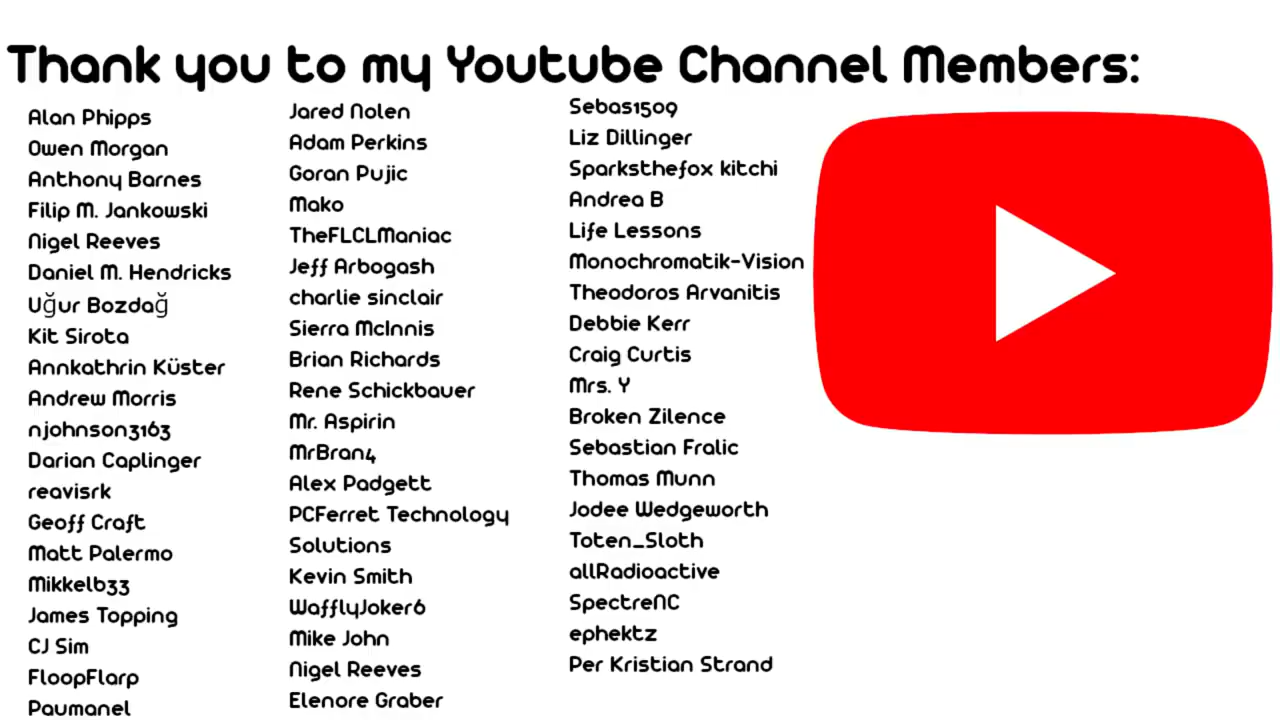 Thank you to my Youtube Channel Members:
Alan Phipps
Owen Morgan
Anthony Barnes
Filip M. Jankowski
Nigel Reeves
Daniel M. Hendricks
Uğur Bozdağ
Kit Sirota
Annkathrin Küster
Andrew Morris
njohnson3163
Darian Caplinger
reavisrk
Geoff Craft
Matt Palermo
Mikkelb33
James Topping
CJ Sim
FloopFlarp
Paumanel
Jared Nolen
Adam Perkins
Goran Pujic
Mako
TheFLCLManiac
Jeff Arbogash
charlie sinclair
Sierra McInnis
Brian Richards
Rene Schickbauer
Mr. Aspirin
MrBran4
Alex Padgett
PCFerret Technology
Solutions
Kevin Smith
WafflyJoker6
Mike John
Nigel Reeves
Elenore Graber
Sebas1509
Liz Dillinger
Sparksthefox kitchi
Andrea B
Life Lessons
Monochromatik-Vision
Theodoros Arvanitis
Debbie Kerr
Craig Curtis
Mrs. Y
Broken Zilence
Sebastian Fralic
Thomas Munn
Jodee Wedgeworth
Toten_Sloth
allRadioactive
SpectreNC
ephektz
Per Kristian Strand